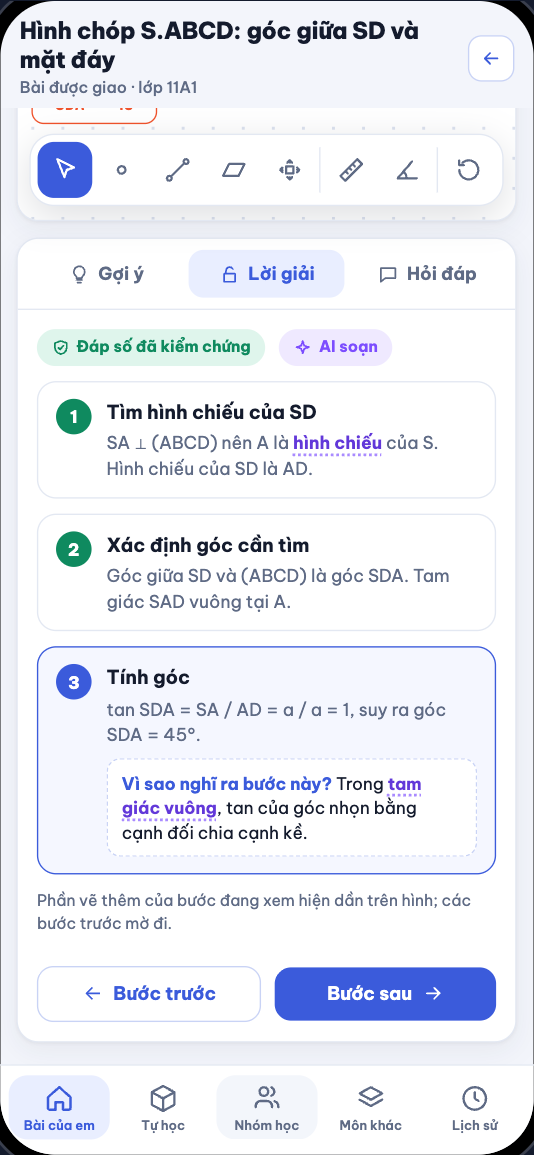 Hình chóp S.ABCD: góc giữa SD và
mặt đáy
Bài được giao · lớp 11A1
Gợi ý
Lời giải
Hỏi đáp
Đáp số đã kiểm chứng
AI soạn
1
Tìm hình chiếu của SD
SA ⊥ (ABCD) nên A là hình chiếu của S.
Hình chiếu của SD là AD.
2
Xác định góc cần tìm
Góc giữa SD và (ABCD) là góc SDA. Tam
giác SAD vuông tại A.
3
Tính góc
tan SDA = SA / AD = a / a = 1, suy ra góc
SDA = 45°.
Vì sao nghĩ ra bước này? Trong tam
giác vuông, tan của góc nhọn bằng
cạnh đối chia cạnh kề.
Phần vẽ thêm của bước đang xem hiện dần trên hình; các
bước trước mờ đi.
← Bước trước
Bước sau →
Bài của em
Tự học
Nhóm học
Môn khác
Lịch sử